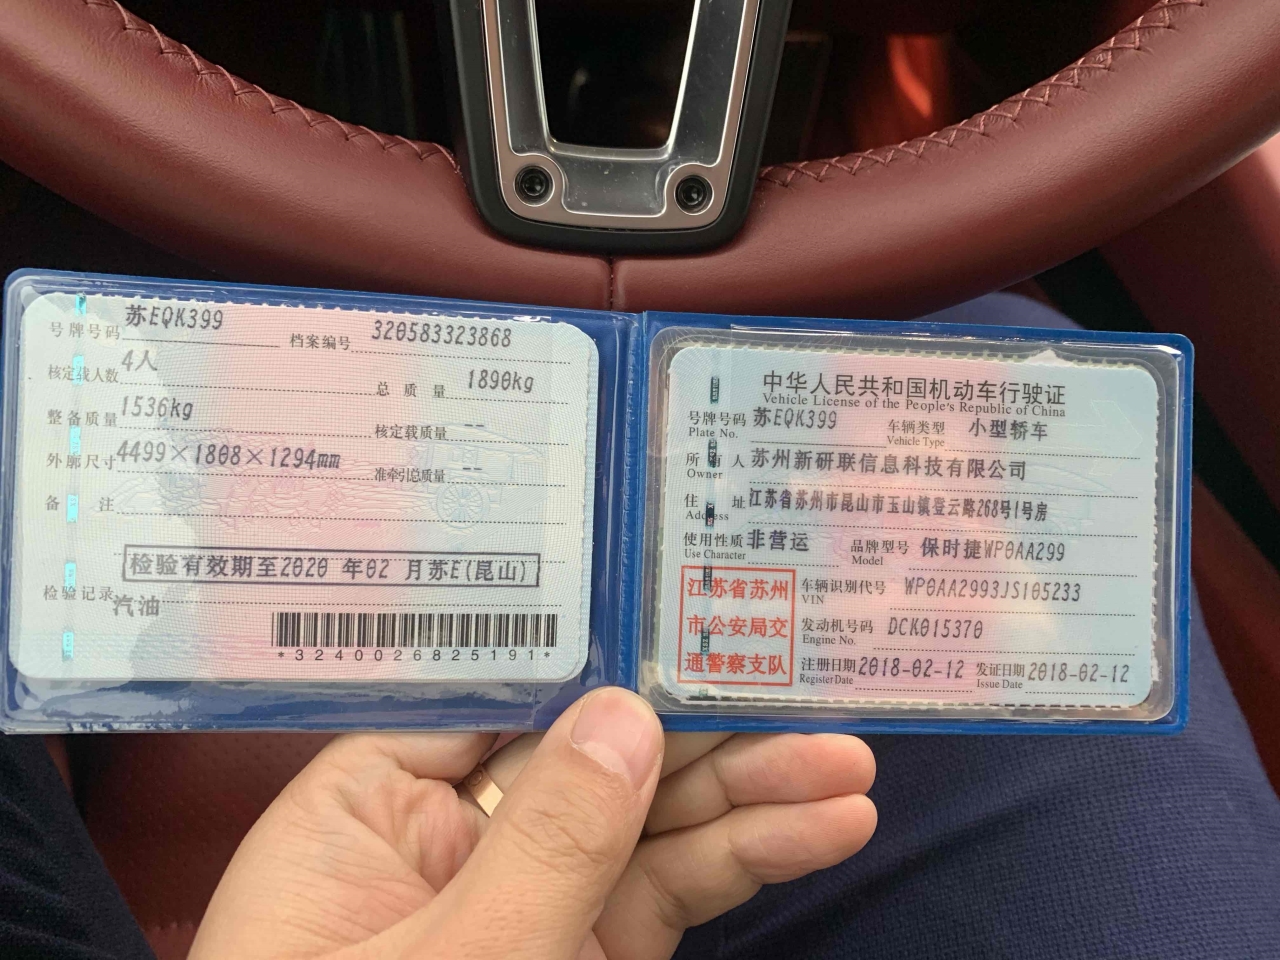 号牌号码 苏EQK399 档案编号 320583323868
核定载人数 4人 总质量 1890kg
整备质量 1536kg 核定载质量 --
外廓尺寸 4499×1808×1294mm 准牵引总质量 --
备注
检验有效期至2020 年02 月苏E(昆山)
检验记录
汽油
*3240026825191*
中华人民共和国机动车行驶证
Vehicle License of the People's Republic of China
号牌号码 苏EQK399 车辆类型 小型轿车
Plate No. Vehicle Type
所有人 苏州新研联信息科技有限公司
Owner
住址 江苏省苏州市昆山市玉山镇登云路268号1号房
Address
使用性质 非营运 品牌型号 保时捷WP0AA299
Use Character Model
江苏省苏州
市公安局交
通警察支队
车辆识别代号 WP0AA2993JS105233
VIN
发动机号码 DCK015370
Engine No.
注册日期 2018-02-12 发证日期 2018-02-12
Register Date Issue Date